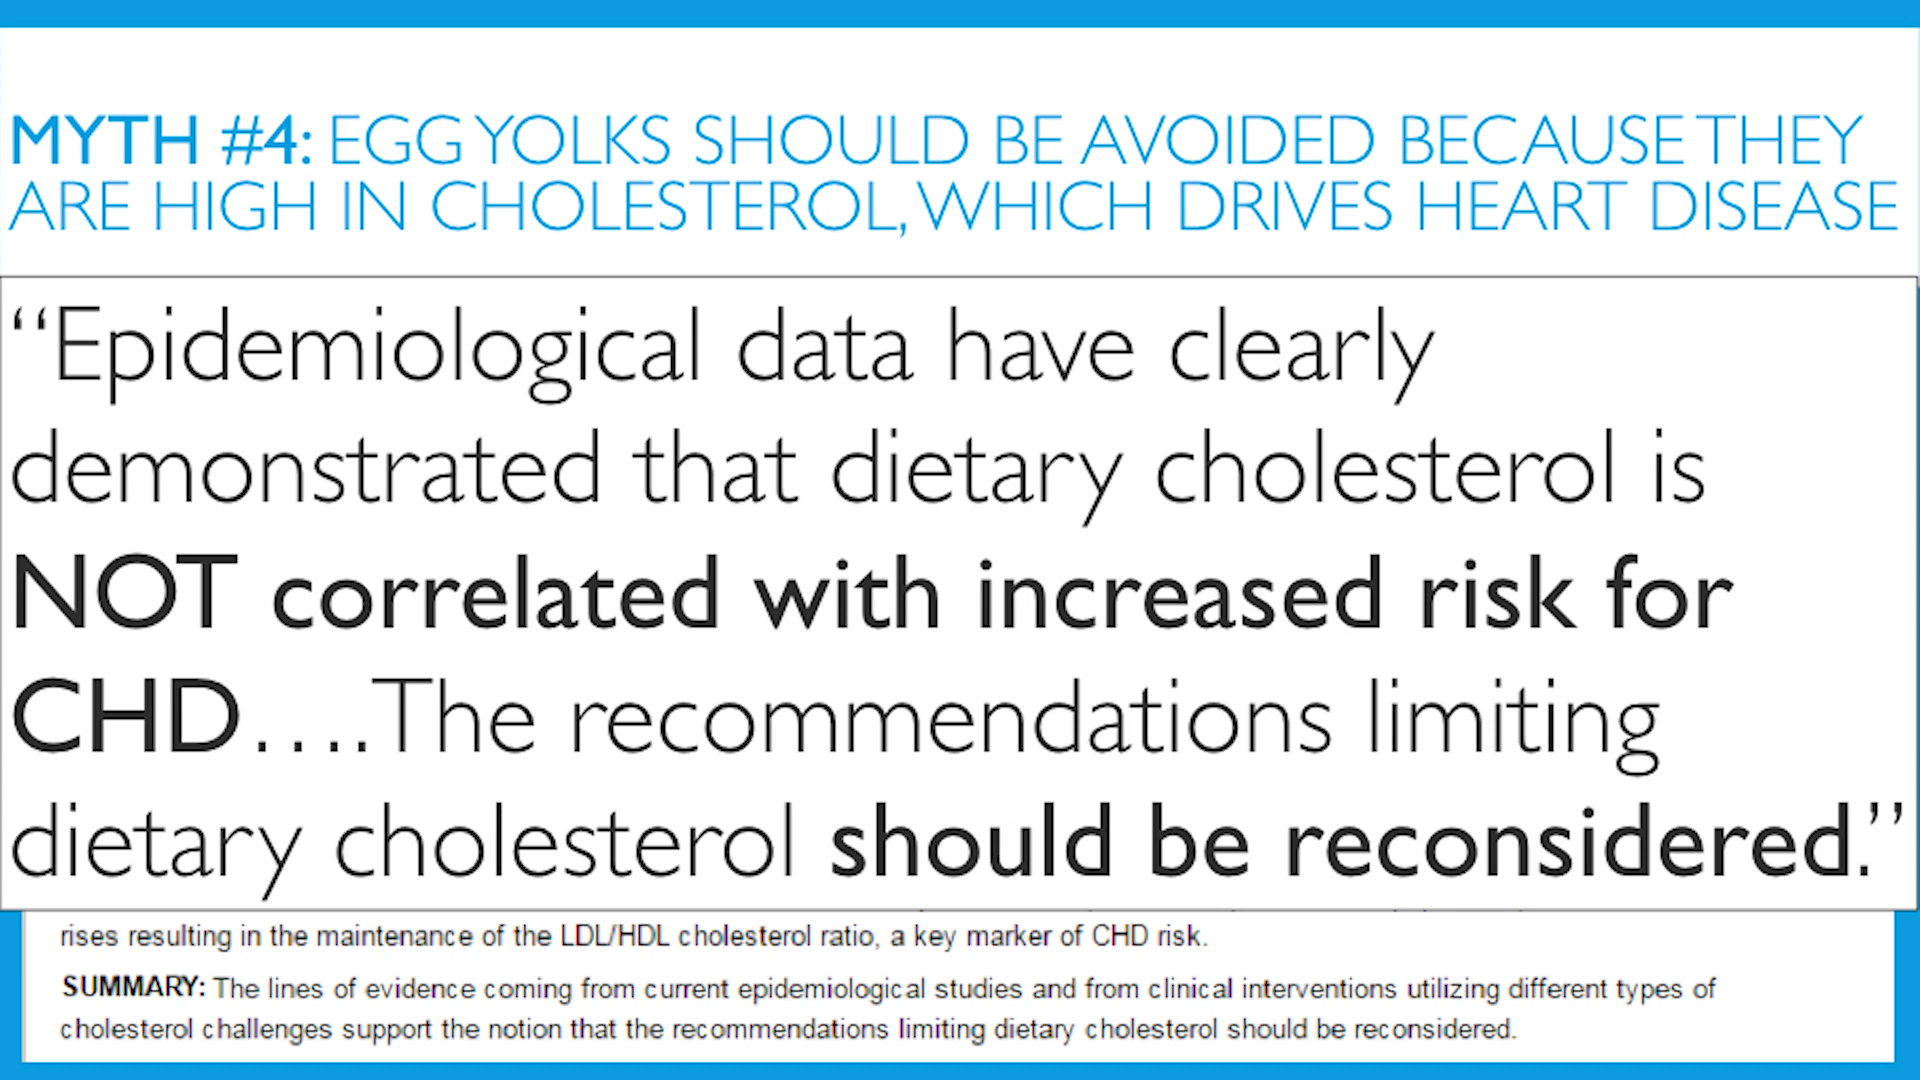 MYTH #4: EGG YOLKS SHOULD BE AVOIDED BECAUSE THEY
ARE HIGH IN CHOLESTEROL, WHICH DRIVES HEART DISEASE
“Epidemiological data have clearly
demonstrated that dietary cholesterol is
NOT correlated with increased risk for
CHD….The recommendations limiting
dietary cholesterol should be reconsidered.”
rises resulting in the maintenance of the LDL/HDL cholesterol ratio, a key marker of CHD risk.
SUMMARY: The lines of evidence coming from current epidemiological studies and from clinical interventions utilizing different types of
cholesterol challenges support the notion that the recommendations limiting dietary cholesterol should be reconsidered.